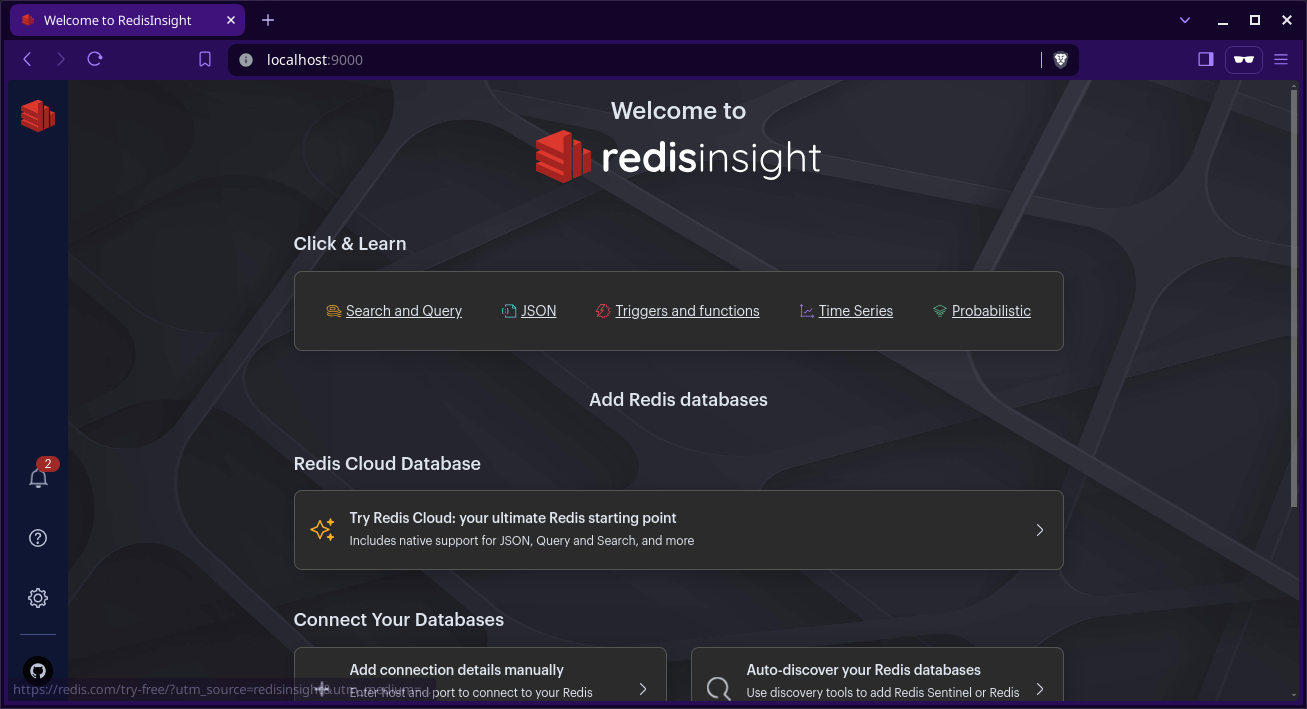 Welcome to RedisInsight
localhost:9000
Welcome to
redisinsight
Click & Learn
Search and Query
JSON
Triggers and functions
Time Series
Probabilistic
Add Redis databases
Redis Cloud Database
2
Try Redis Cloud: your ultimate Redis starting point
Includes native support for JSON, Query and Search, and more
Connect Your Databases
Add connection details manually
Enter host and port to connect to your Redis
Auto-discover your Redis databases
Use discovery tools to add Redis Sentinel or Redis
https://redis.com/try-free/?utm_source=redisinsight&utm_medium=…